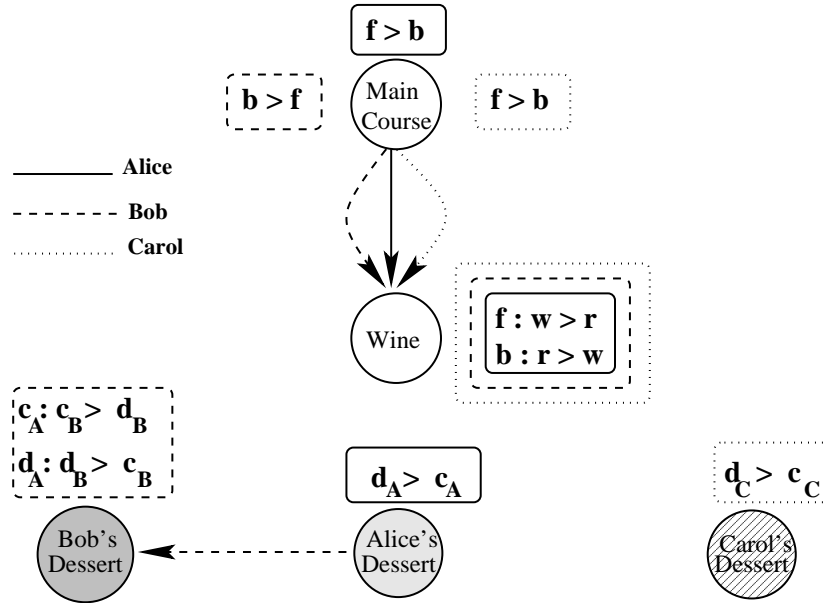 f > b
b > f
Main
Course
f > b
Alice
Bob
Carol
Wine
f : w > r
b : r > w
c_A : c_B > d_B
d_A : d_B > c_B
d_A > c_A
d_C > c_C
Bob's
Dessert
Alice's
Dessert
Carol's
Dessert